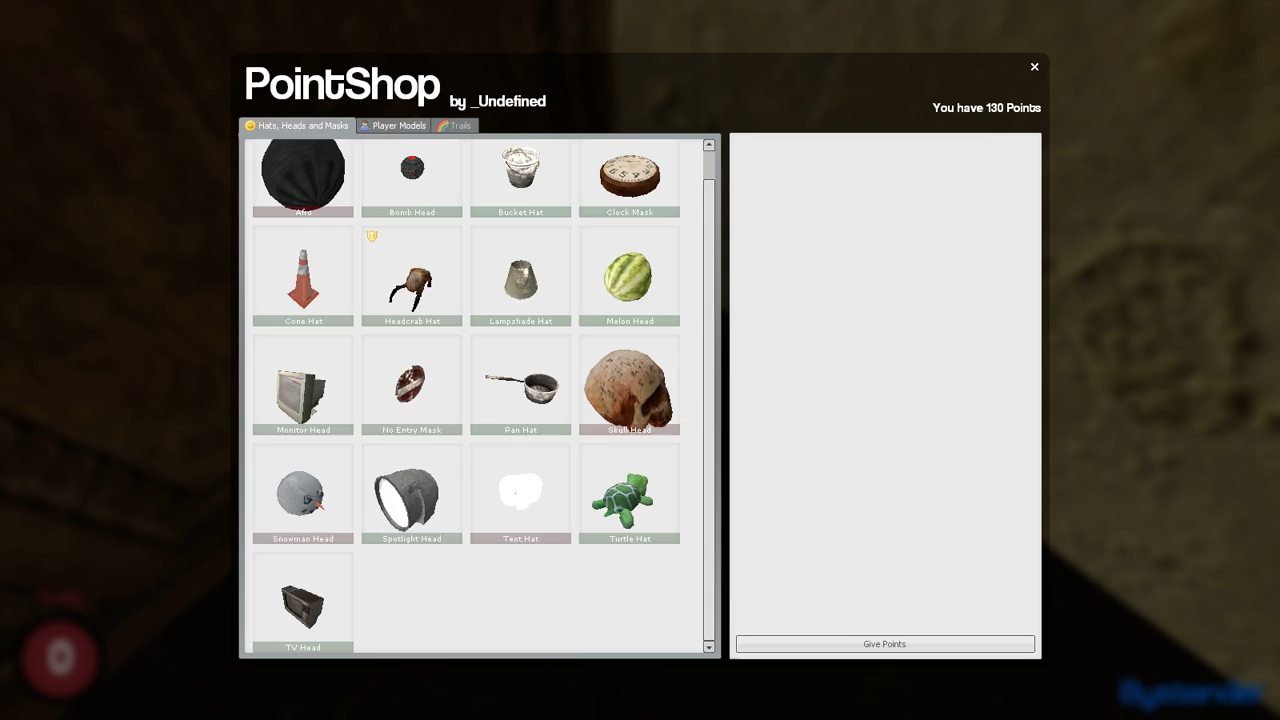 PointShop by _Undefined
You have 130 Points
Hats, Heads and Masks Player Models Trails
Afro Bomb Head Bucket Hat Clock Mask
Cone Hat Headcrab Hat Lampshade Hat Melon Head
Monitor Head No Entry Mask Pan Hat Skull Head
Snowman Head Spotlight Head Text Hat Turtle Hat
TV Head
Give Points
0
Bystander